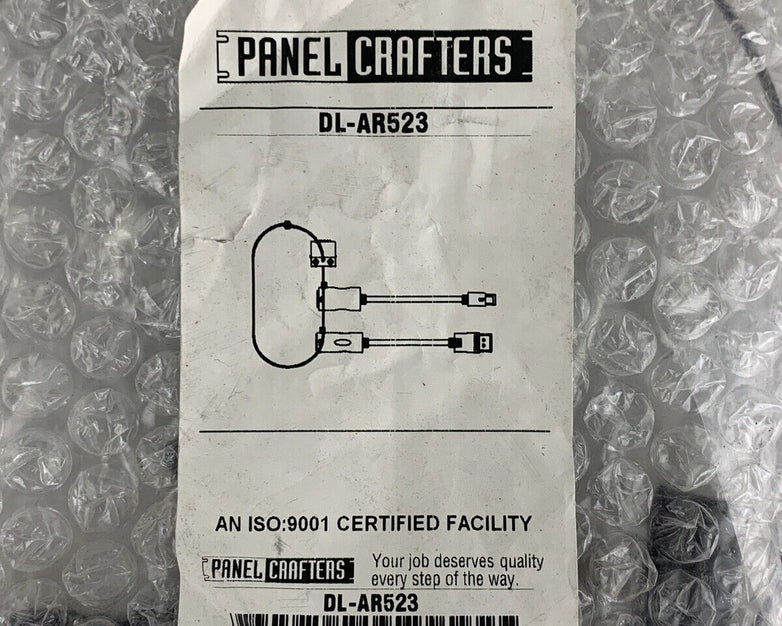 PANEL CRAFTERS
DL-AR523
AN ISO:9001 CERTIFIED FACILITY
PANEL CRAFTERS
Your job deserves quality
every step of the way.
DL-AR523